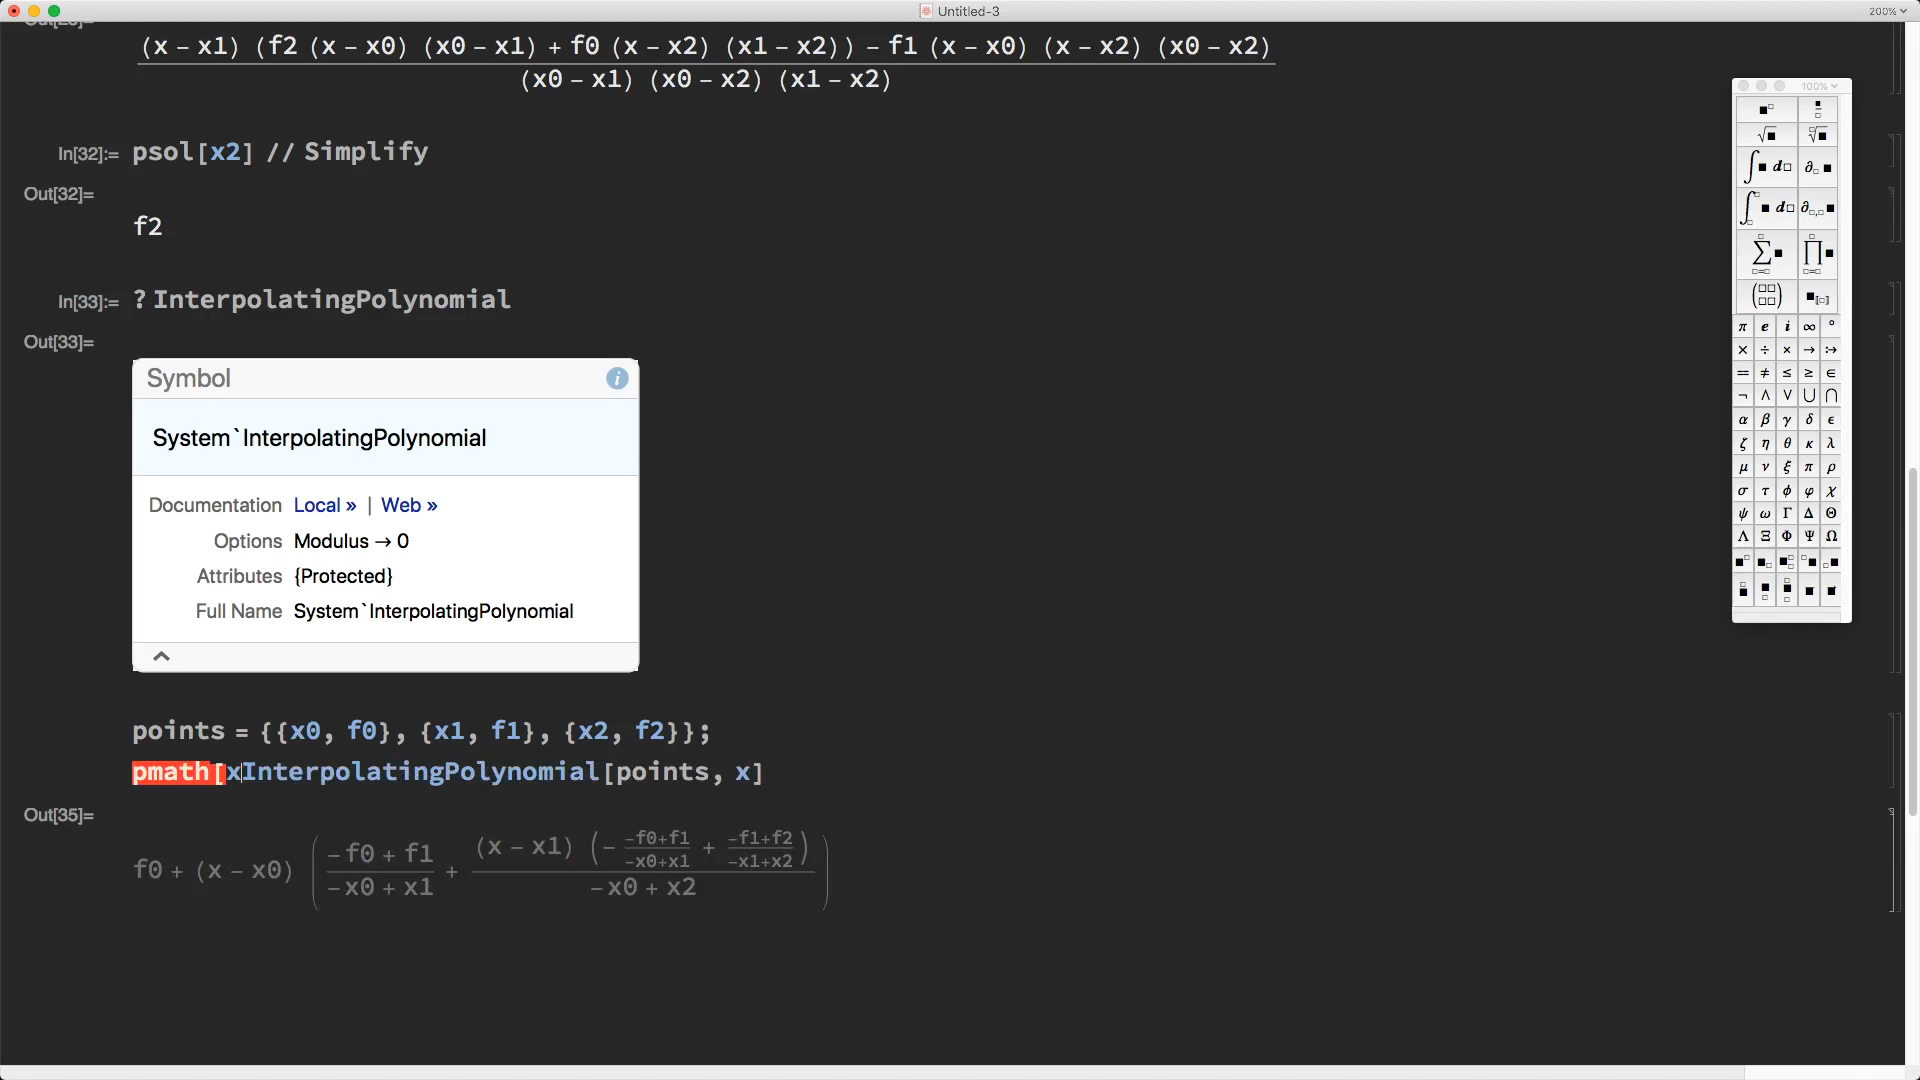 Untitled-3
200%
(x - x1) (f2 (x - x0) (x0 - x1) + f0 (x - x2) (x1 - x2)) - f1 (x - x0) (x - x2) (x0 - x2)
(x0 - x1) (x0 - x2) (x1 - x2)
In[32]:= psol[x2] // Simplify
Out[32]=
f2
In[33]:= ? InterpolatingPolynomial
Out[33]=
Symbol i
System`InterpolatingPolynomial
Documentation Local » | Web »
Options Modulus → 0
Attributes {Protected}
Full Name System`InterpolatingPolynomial
points = {{x0, f0}, {x1, f1}, {x2, f2}};
pmath[xInterpolatingPolynomial[points, x]
Out[35]=
f0 + (x - x0) ( (-f0 + f1)/(-x0 + x1) + ((x - x1) (- (-f0+f1)/(-x0+x1) + (-f1+f2)/(-x1+x2)))/(-x0 + x2) )
100%
■□ ■/□
√■ □√■
∫■ d□ ∂□ ■
∫■ d□ ∂□,□ ■
∑■ ∏■
□=□ □=□
(□□ □□) ■[[□]]
π e i ∞ °
× ÷ × → :→
== ≠ ≤ ≥ ∈
¬ ∧ ∨ ∪ ∩
α β γ δ ϵ
ζ η θ κ λ
μ ν ξ π ρ
σ τ ϕ φ χ
ψ ω Γ Δ Θ
Λ Ξ Φ Ψ Ω